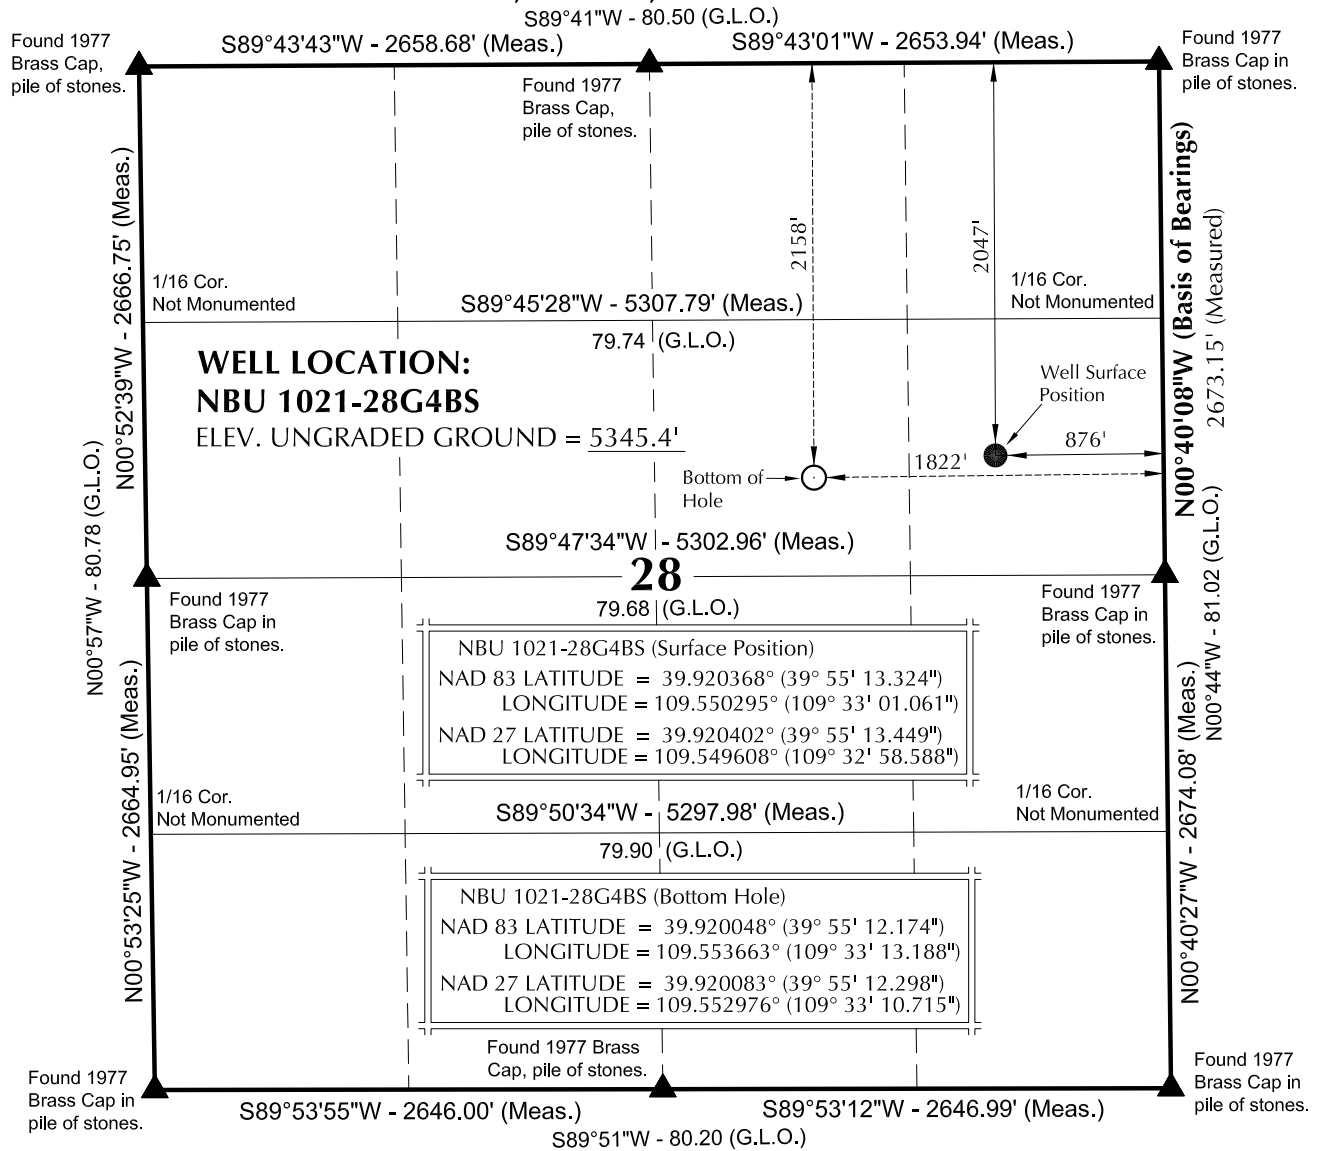 S89°41"W - 80.50 (G.L.O.)
S89°43'43"W - 2658.68' (Meas.)
S89°43'01"W - 2653.94' (Meas.)
Found 1977
Brass Cap,
pile of stones.
Found 1977
Brass Cap,
pile of stones.
Found 1977
Brass Cap in
pile of stones.
N00°52'39"W - 2666.75' (Meas.)
N00°57"W - 80.78 (G.L.O.)
2158'
2047'
N00°40'08"W (Basis of Bearings)
2673.15' (Measured)
1/16 Cor.
Not Monumented
S89°45'28"W - 5307.79' (Meas.)
79.74 (G.L.O.)
1/16 Cor.
Not Monumented
WELL LOCATION:
NBU 1021-28G4BS
ELEV. UNGRADED GROUND = 5345.4'
Well Surface
Position
876'
1822'
Bottom of
Hole
N00°44"W - 81.02 (G.L.O.)
S89°47'34"W - 5302.96' (Meas.)
28
79.68 (G.L.O.)
Found 1977
Brass Cap in
pile of stones.
Found 1977
Brass Cap in
pile of stones.
NBU 1021-28G4BS (Surface Position)
NAD 83 LATITUDE = 39.920368° (39° 55' 13.324")
LONGITUDE = 109.550295° (109° 33' 01.061")
NAD 27 LATITUDE = 39.920402° (39° 55' 13.449")
LONGITUDE = 109.549608° (109° 32' 58.588")
N00°53'25"W - 2664.95' (Meas.)
N00°40'27"W - 2674.08' (Meas.)
1/16 Cor.
Not Monumented
S89°50'34"W - 5297.98' (Meas.)
79.90 (G.L.O.)
1/16 Cor.
Not Monumented
NBU 1021-28G4BS (Bottom Hole)
NAD 83 LATITUDE = 39.920048° (39° 55' 12.174")
LONGITUDE = 109.553663° (109° 33' 13.188")
NAD 27 LATITUDE = 39.920083° (39° 55' 12.298")
LONGITUDE = 109.552976° (109° 33' 10.715")
Found 1977
Brass Cap in
pile of stones.
Found 1977 Brass
Cap, pile of stones.
Found 1977
Brass Cap in
pile of stones.
S89°53'55"W - 2646.00' (Meas.)
S89°53'12"W - 2646.99' (Meas.)
S89°51"W - 80.20 (G.L.O.)